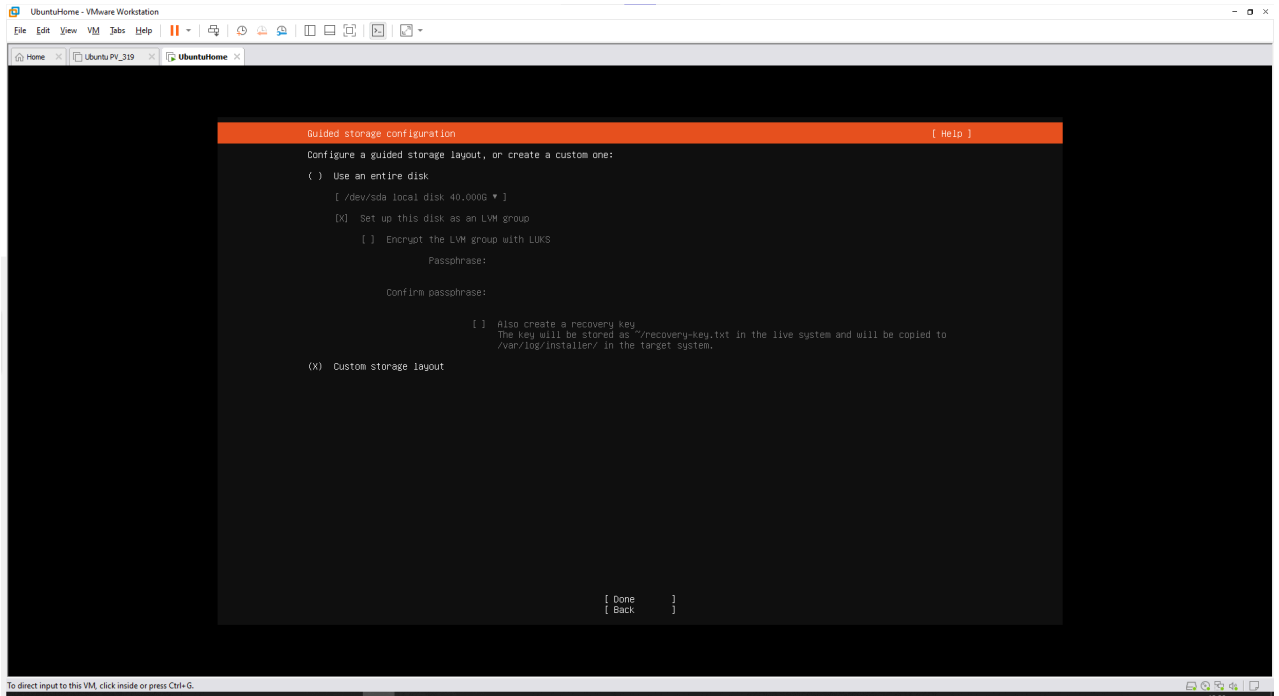 UbuntuHome - VMware Workstation
File Edit View VM Tabs Help
Home
Ubuntu PV_319
UbuntuHome
Guided storage configuration [ Help ]
Configure a guided storage layout, or create a custom one:
( ) Use an entire disk
[ /dev/sda local disk 40.000G ▾ ]
[X] Set up this disk as an LVM group
[ ] Encrypt the LVM group with LUKS
Passphrase:
Confirm passphrase:
[ ] Also create a recovery key
The key will be stored as ~/recovery-key.txt in the live system and will be copied to
/var/log/installer/ in the target system.
(X) Custom storage layout
[ Done ]
[ Back ]
To direct input to this VM, click inside or press Ctrl+G.